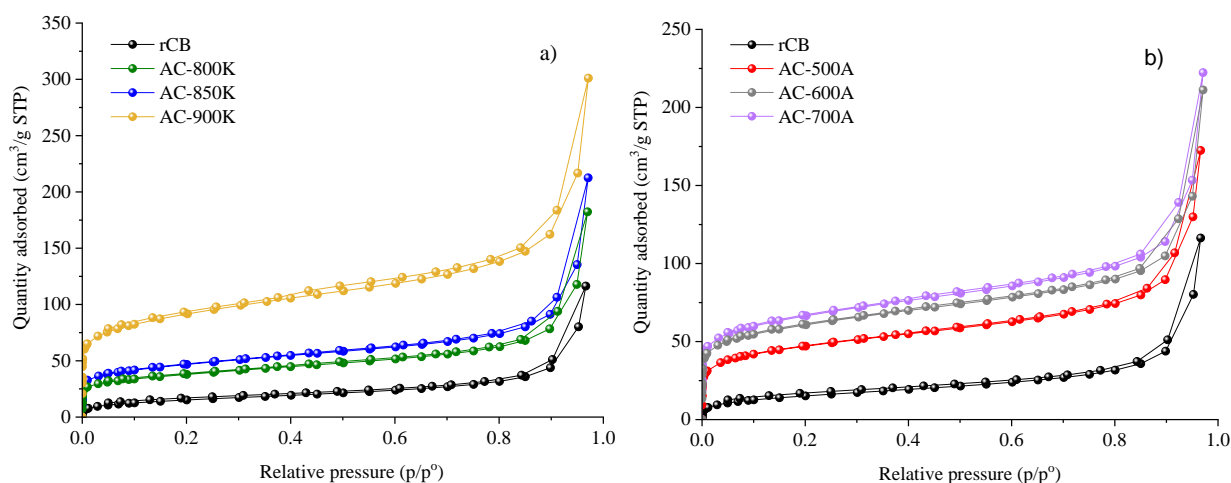 a)
rCB
AC-800K
AC-850K
AC-900K
Quantity adsorbed (cm³/g STP)
350
300
250
200
150
100
50
0
0.0 0.2 0.4 0.6 0.8 1.0
Relative pressure (p/pº)
b)
rCB
AC-500A
AC-600A
AC-700A
Quantity adsorbed (cm³/g STP)
250
200
150
100
50
0
0.0 0.2 0.4 0.6 0.8 1.0
Relative pressure (p/pº)